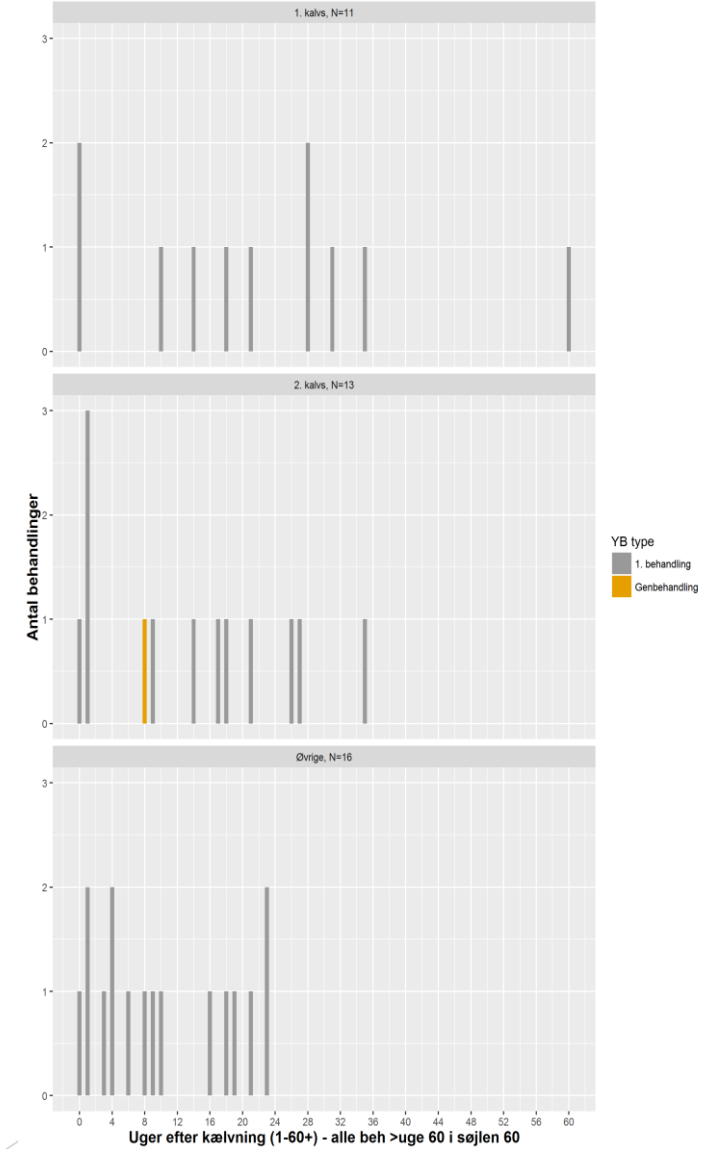 1. kalvs, N=11
3
2
1
0
2. kalvs, N=13
3
2
1
0
Antal behandlinger
YB type
1. behandling
Genbehandling
Øvrige, N=16
3
2
1
0
0 4 8 12 16 20 24 28 32 36 40 44 48 52 56 60
Uger efter kælvning (1-60+) - alle beh >uge 60 i søjlen 60